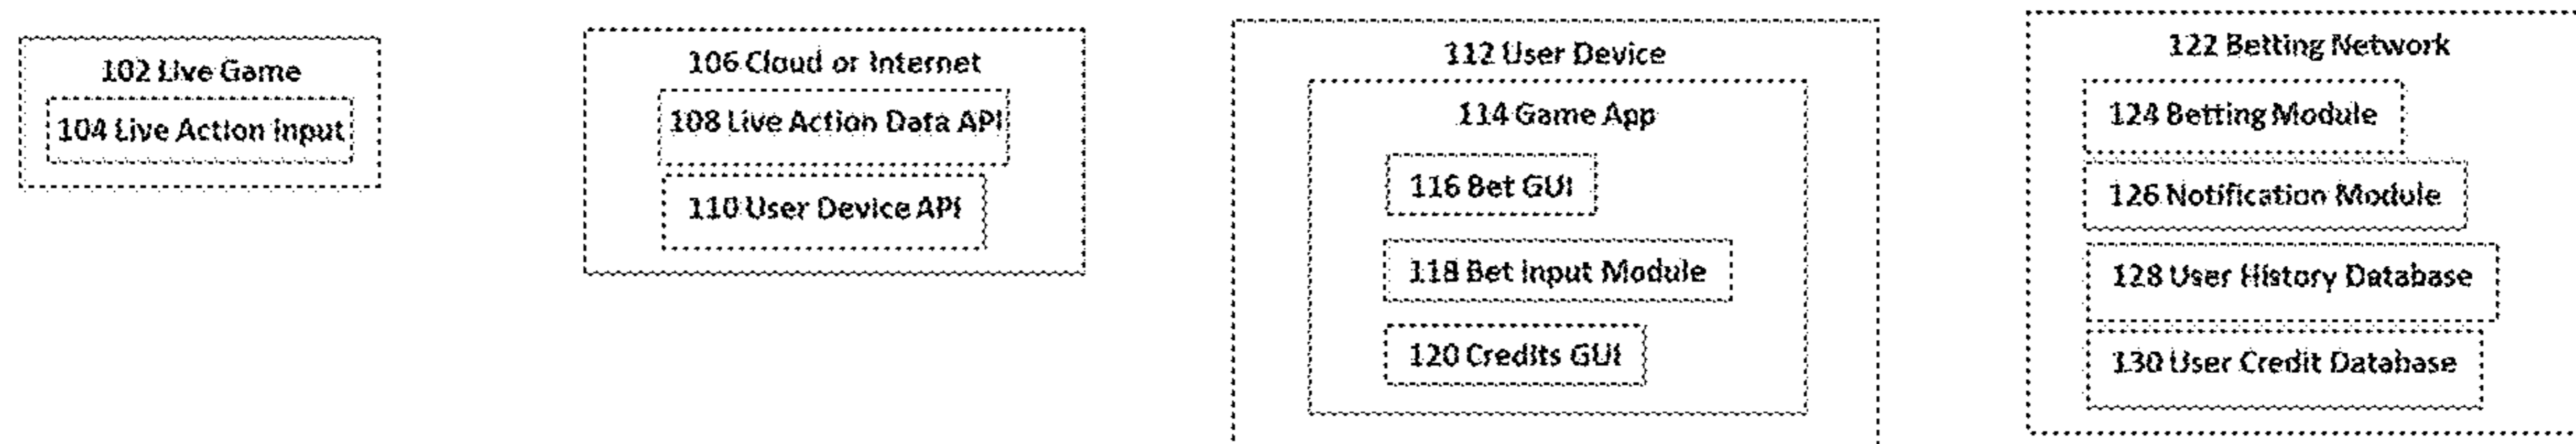 102 Live Game
104 Live Action Input
106 Cloud or Internet
108 Live Action Data API
110 User Device API
112 User Device
114 Game App
116 Bet GUI
118 Bet Input Module
120 Credits GUI
122 Betting Network
124 Betting Module
126 Notification Module
128 User History Database
130 User Credit Database